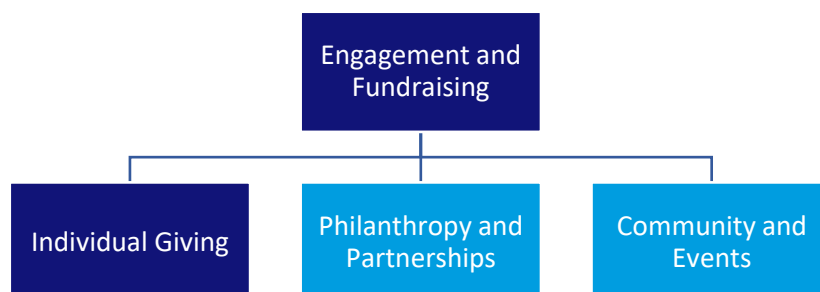 Engagement and
Fundraising
Individual Giving
Philanthropy and
Partnerships
Community and
Events